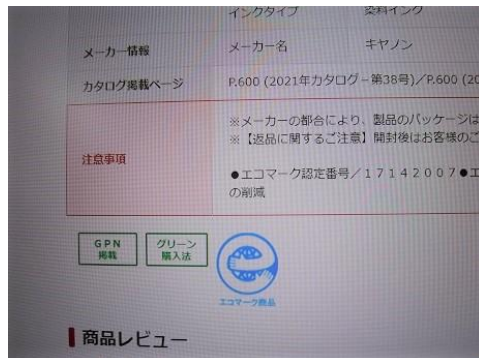 インクタイプ 染料インク
メーカー情報 メーカー名 キヤノン
カタログ掲載ページ P.600 (2021年カタログ－第38号)／P.600 (20
注意事項
※メーカーの都合により、製品のパッケージは
※【返品に関するご注意】開封後はお客様のご
●エコマーク認定番号／１７１４２００７●エ
の削減
GPN
掲載
グリーン
購入法
エコマーク商品
商品レビュー